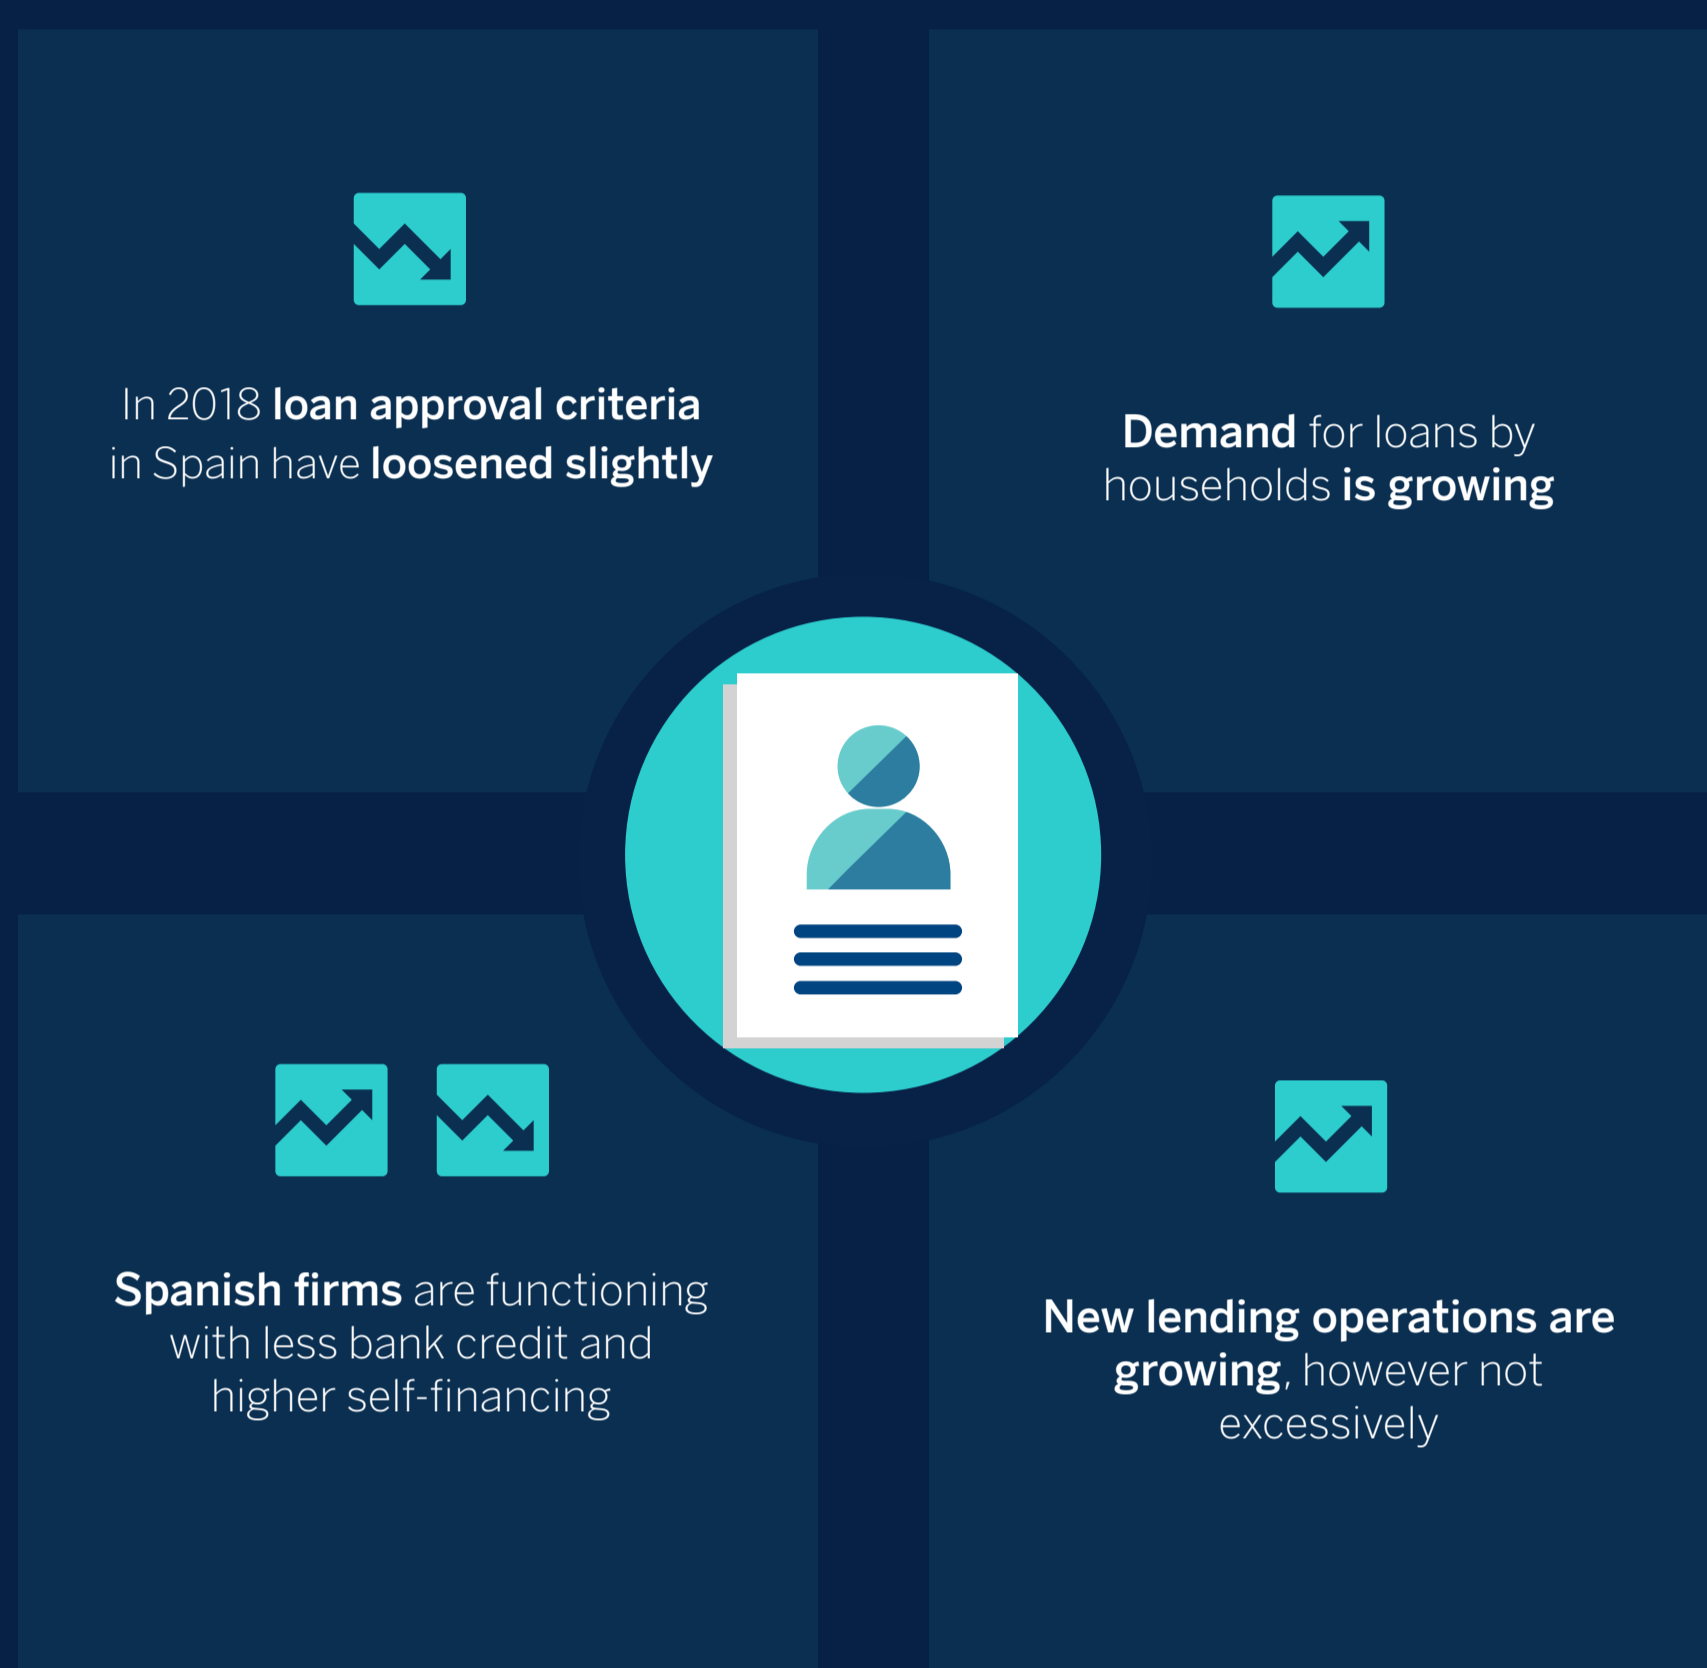 In 2018 loan approval criteria
in Spain have loosened slightly
Demand for loans by
households is growing
Spanish firms are functioning
with less bank credit and
higher self-financing
New lending operations are
growing, however not
excessively